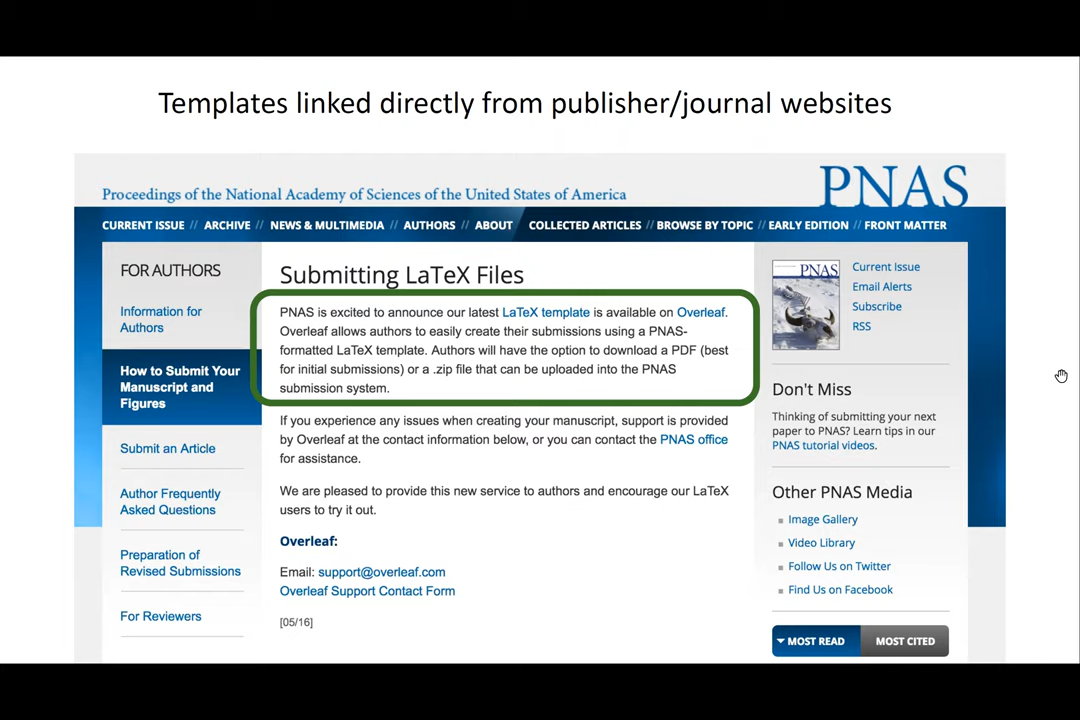 Templates linked directly from publisher/journal websites
Proceedings of the National Academy of Sciences of the United States of America
PNAS
CURRENT ISSUE // ARCHIVE // NEWS & MULTIMEDIA // AUTHORS // ABOUT COLLECTED ARTICLES // BROWSE BY TOPIC // EARLY EDITION // FRONT MATTER
FOR AUTHORS
Information for
Authors
How to Submit Your
Manuscript and
Figures
Submit an Article
Author Frequently
Asked Questions
Preparation of
Revised Submissions
For Reviewers
Submitting LaTeX Files
PNAS is excited to announce our latest LaTeX template is available on Overleaf.
Overleaf allows authors to easily create their submissions using a PNAS-
formatted LaTeX template. Authors will have the option to download a PDF (best
for initial submissions) or a .zip file that can be uploaded into the PNAS
submission system.
If you experience any issues when creating your manuscript, support is provided
by Overleaf at the contact information below, or you can contact the PNAS office
for assistance.
We are pleased to provide this new service to authors and encourage our LaTeX
users to try it out.
Overleaf:
Email: support@overleaf.com
Overleaf Support Contact Form
[05/16]
PNAS
Current Issue
Email Alerts
Subscribe
RSS
Don't Miss
Thinking of submitting your next
paper to PNAS? Learn tips in our
PNAS tutorial videos.
Other PNAS Media
Image Gallery
Video Library
Follow Us on Twitter
Find Us on Facebook
MOST READ
MOST CITED